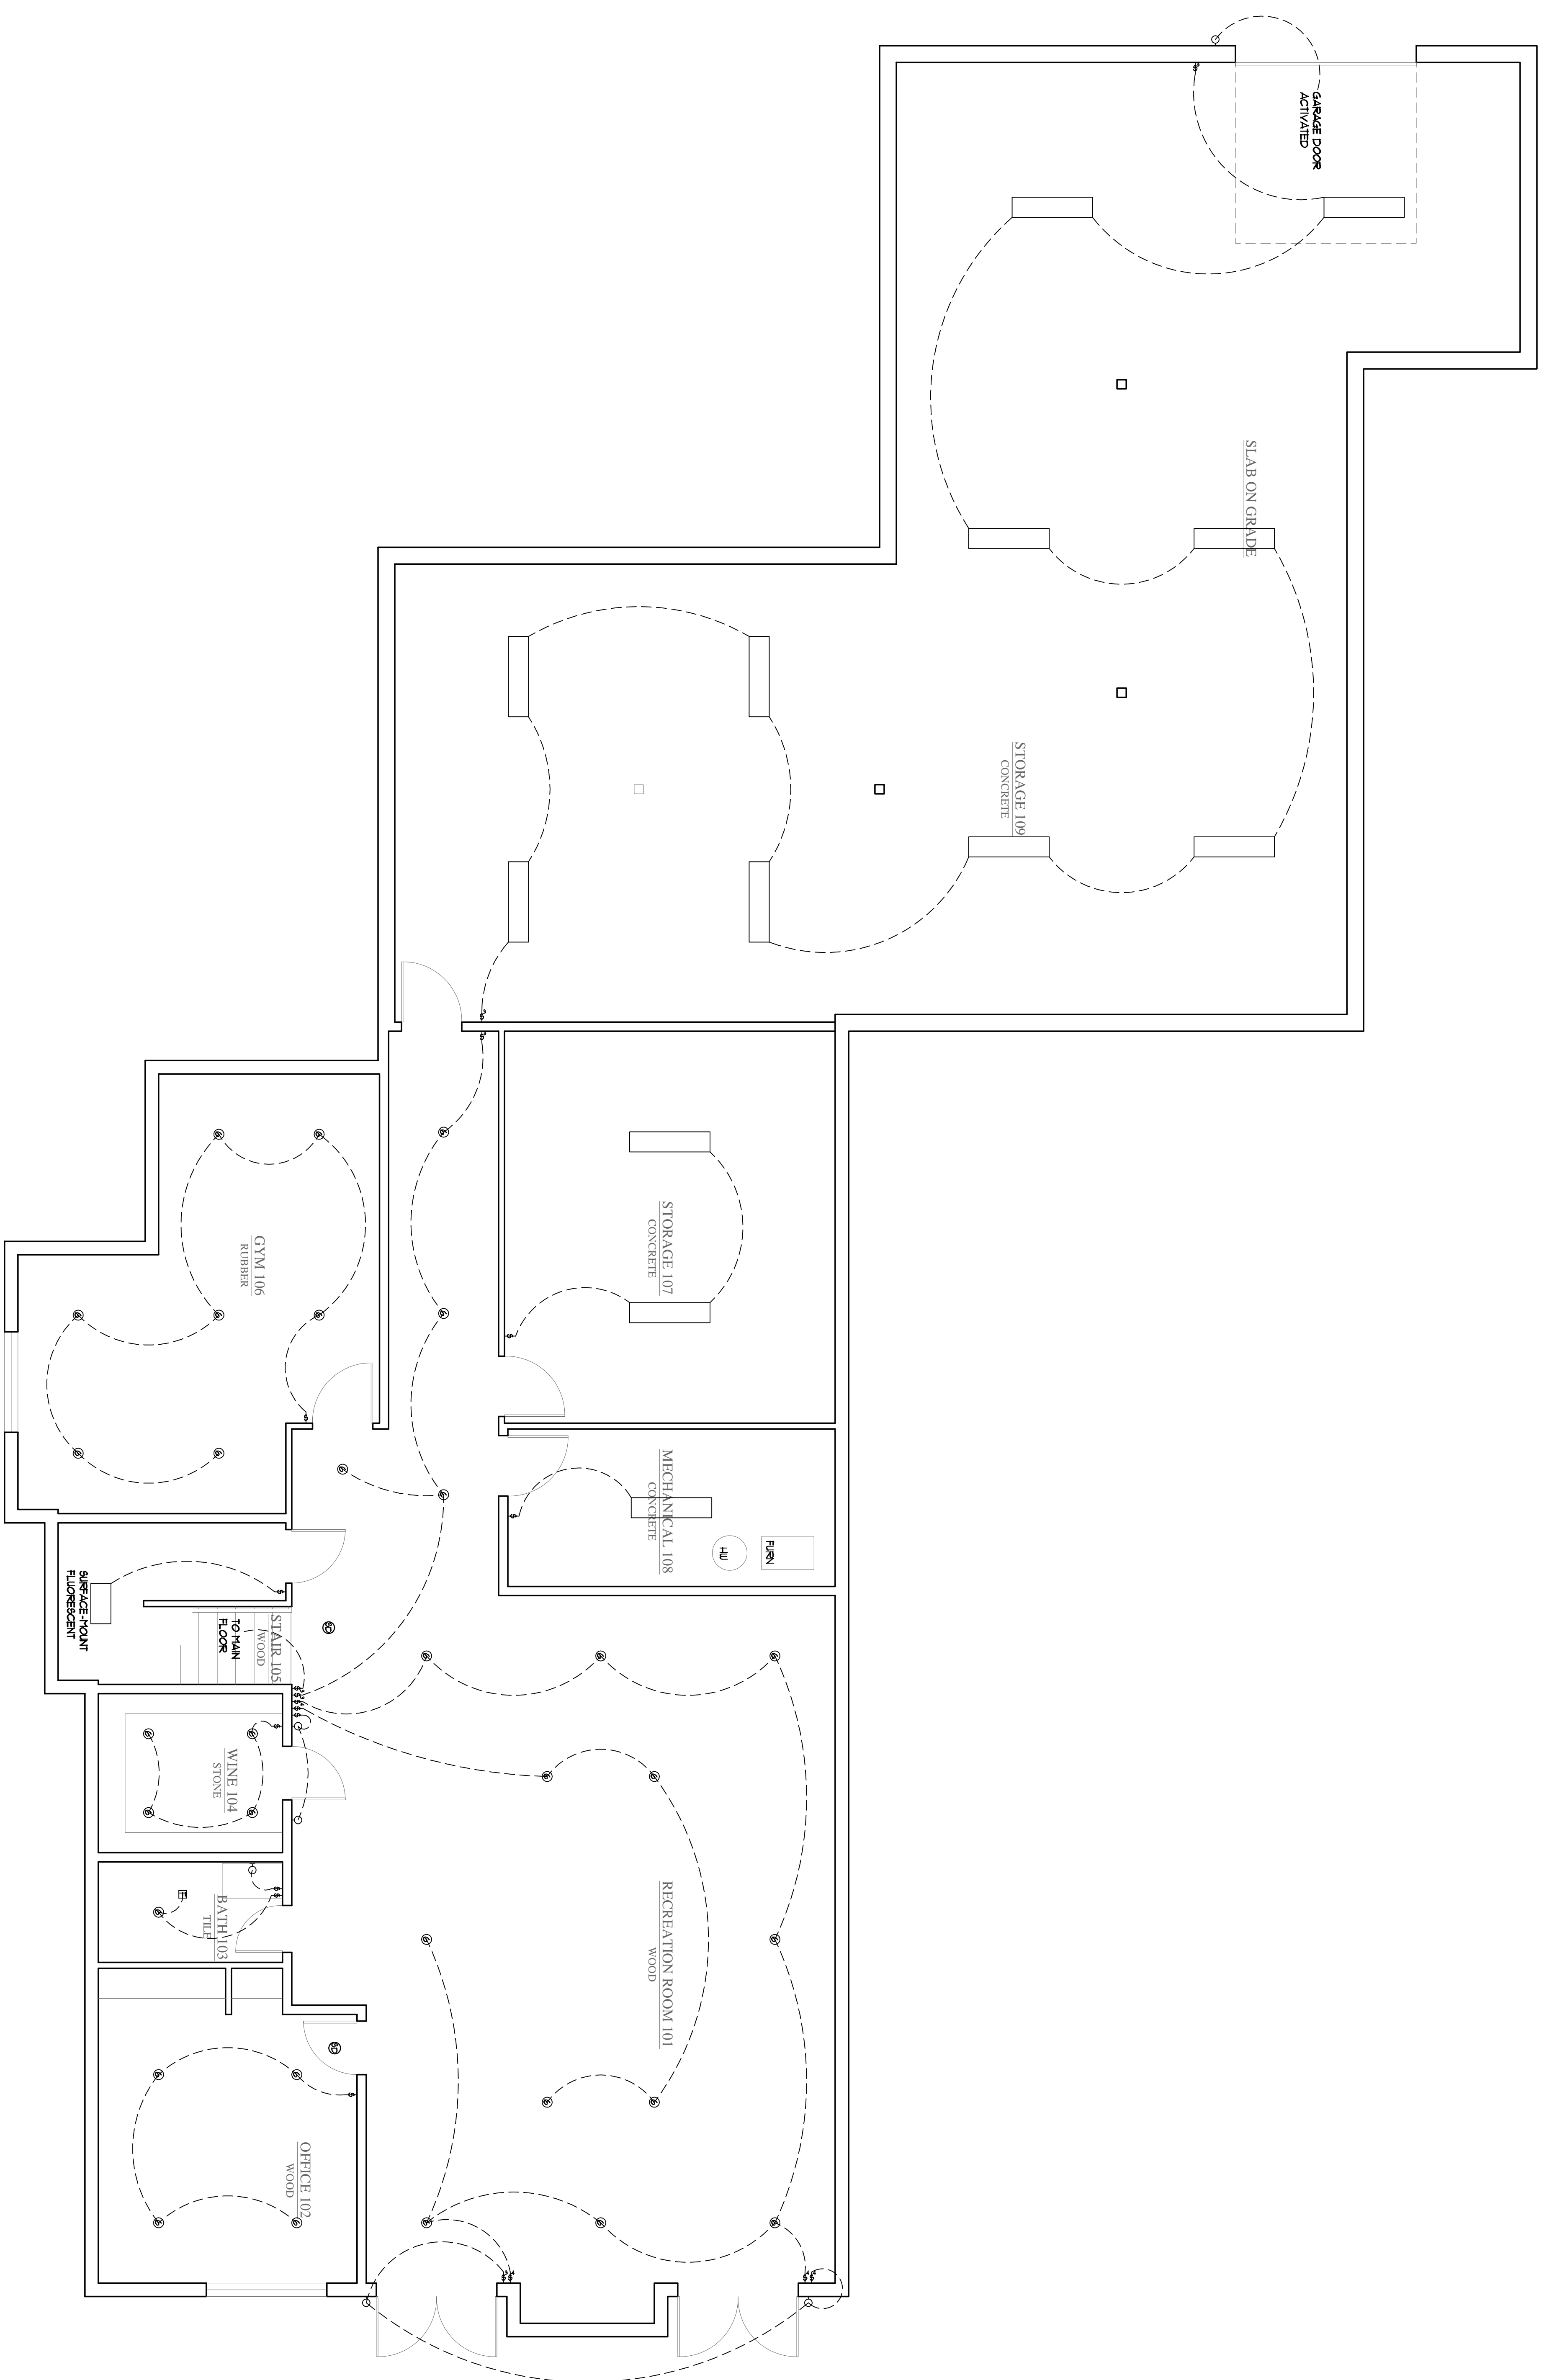 GARAGE DOOR
ACTIVATED
SLAB ON GRADE
STORAGE 109
CONCRETE
STORAGE 107
CONCRETE
GYM 106
RUBBER
MECHANICAL 108
CONCRETE
HW
FURN
SURFACE-MOUNT
FLUORESCENT
STAIR 105
WOOD
TO MAIN
FLOOR
SD
WINE 104
STONE
RECREATION ROOM 101
WOOD
BATH 103
TILE
SD
OFFICE 102
WOOD